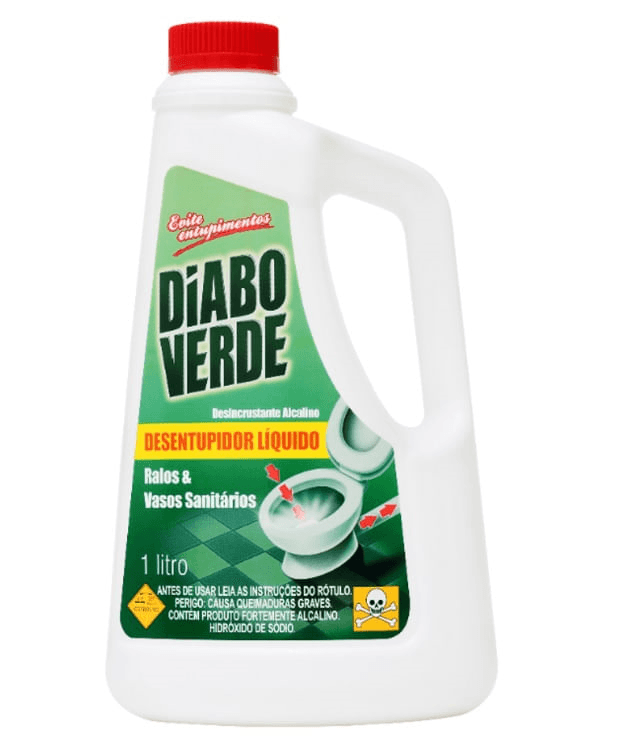 Evite
entupimentos
DiABO
VERDE
Desincrustante Alcalino
DESENTUPIDOR LÍQUIDO
Ralos &
Vasos Sanitários
1 litro
ANTES DE USAR LEIA AS INSTRUÇÕES DO RÓTULO.
PERIGO: CAUSA QUEIMADURAS GRAVES.
CONTÉM PRODUTO FORTEMENTE ALCALINO.
HIDRÓXIDO DE SÓDIO.